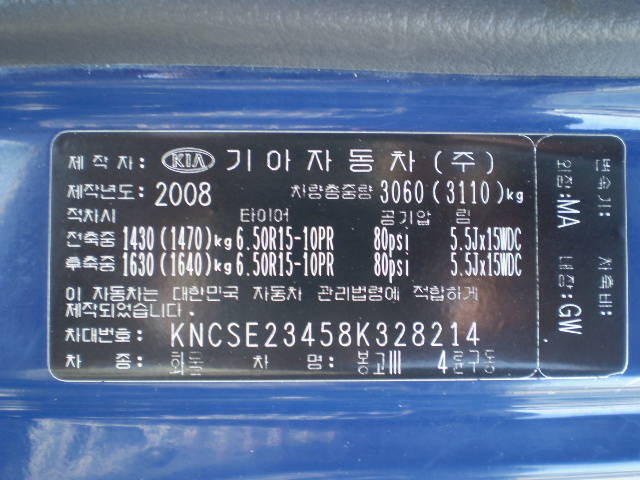 제 작 자 : KIA 기 아 자 동 차 ( 주 )
제작년도 : 2008 차량총중량 3060 (3110) kg
적차시 타이어 공기압 림
전축중 1430 (1470) kg 6.50R15-10PR 80psi 5.5Jx15WDC
후축중 1630 (1640) kg 6.50R15-10PR 80psi 5.5Jx15WDC
이 자동차는 대한민국 자동차 관리법령에 적합하게
제작되었습니다.
차대번호 : KNCSE23458K328214
차 종 : 화물 차 명 : 봉고III 4륜구동
변속기 : 차축비 :
외장 : MA 내장 : GW